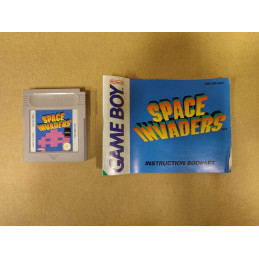 SPACE
INVADERS
GAME BOY
SPACE
INVADERS
INSTRUCTION BOOKLET